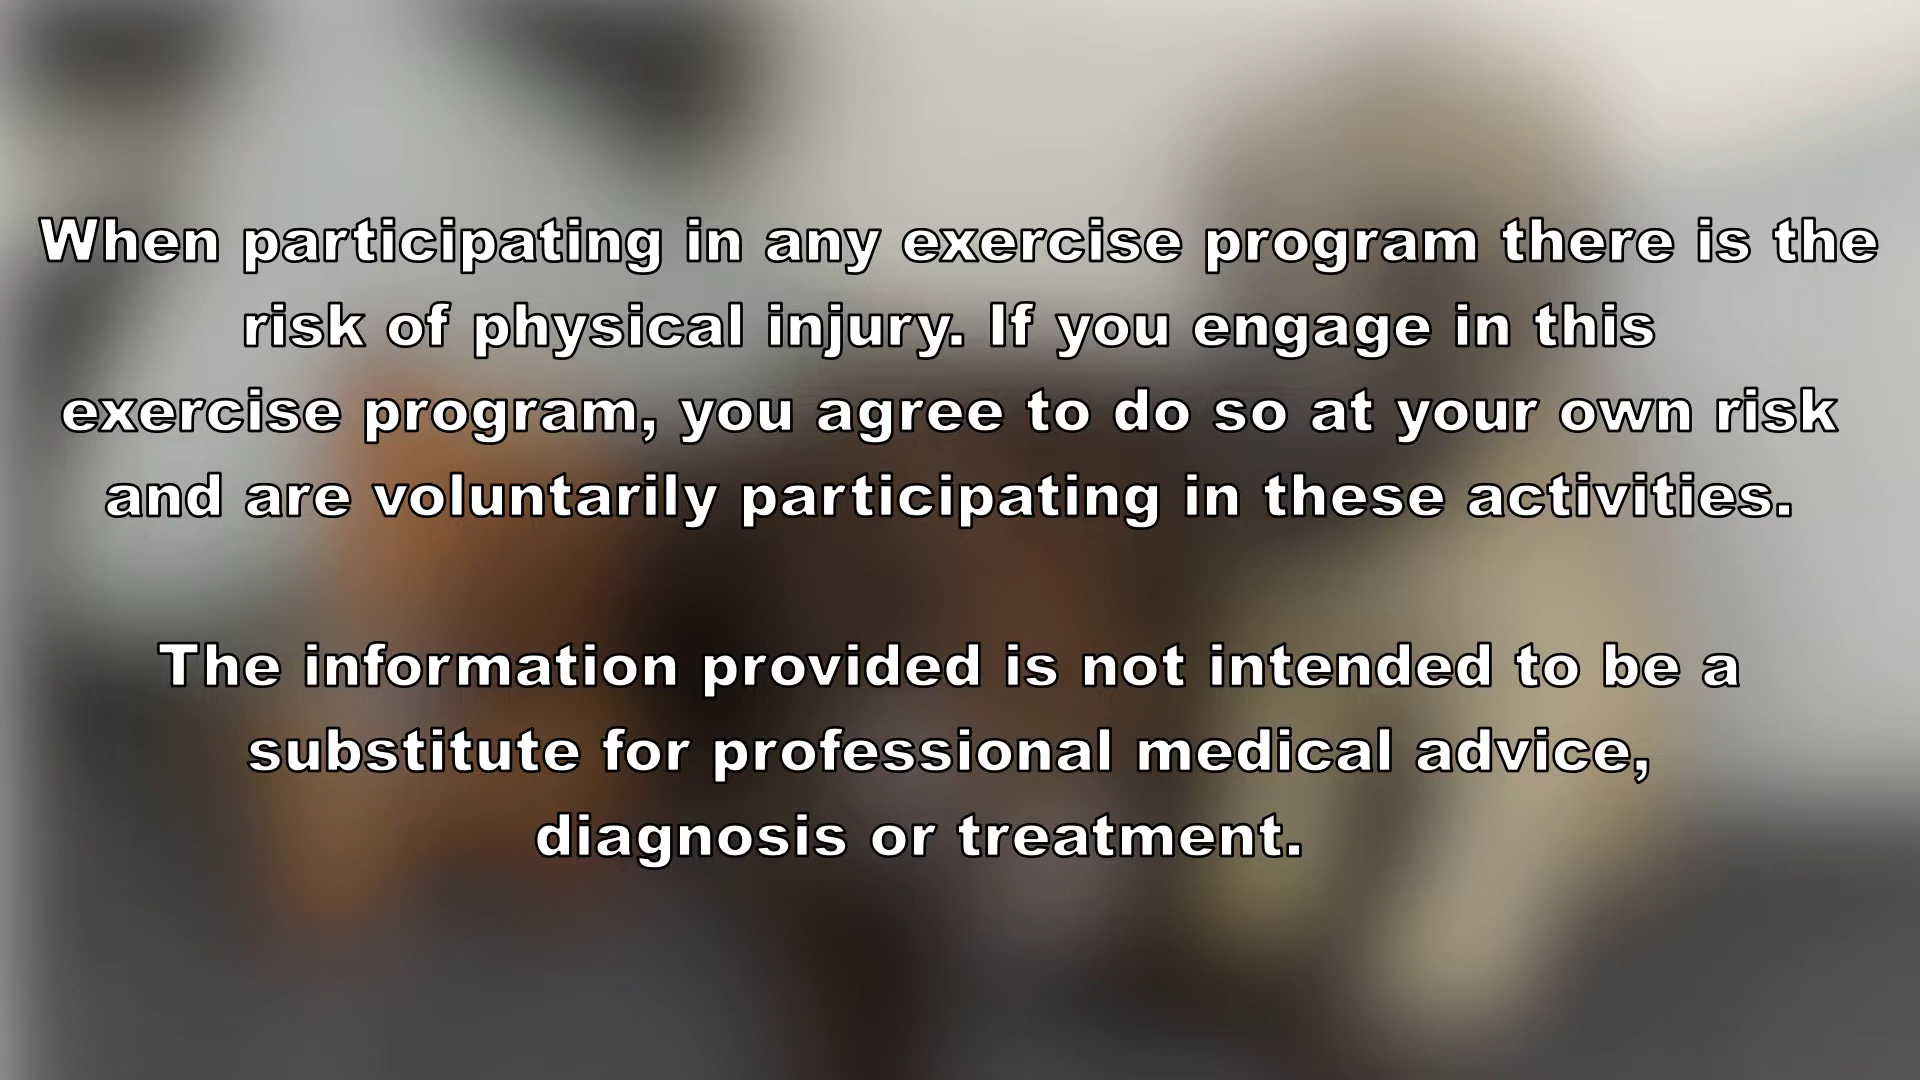 When participating in any exercise program there is the
risk of physical injury. If you engage in this
exercise program, you agree to do so at your own risk
and are voluntarily participating in these activities.
The information provided is not intended to be a
substitute for professional medical advice,
diagnosis or treatment.